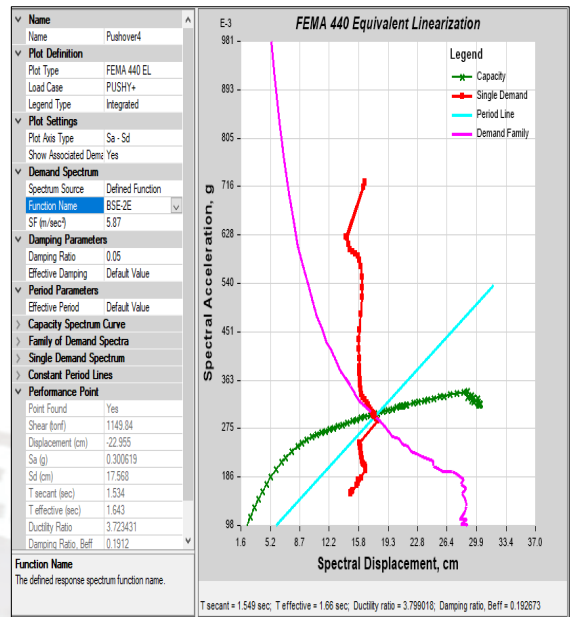 Name
Name Pushover4
Plot Definition
Plot Type FEMA 440 EL
Load Case PUSHY+
Legend Type Integrated
Plot Settings
Plot Axis Type Sa - Sd
Show Associated Dema Yes
Demand Spectrum
Spectrum Source Defined Function
Function Name BSE-2E
SF (m/sec²) 5.87
Damping Parameters
Damping Ratio 0.05
Effective Damping Default Value
Period Parameters
Effective Period Default Value
Capacity Spectrum Curve
Family of Demand Spectra
Single Demand Spectrum
Constant Period Lines
Performance Point
Point Found Yes
Shear (tonf) 1149.84
Displacement (cm) -22.955
Sa (g) 0.300619
Sd (cm) 17.568
T secant (sec) 1.534
T effective (sec) 1.643
Ductility Ratio 3.723431
Damping Ratio, Beff 0.1912
Function Name
The defined response spectrum function name.
E-3 FEMA 440 Equivalent Linearization
Legend
Capacity
Single Demand
Period Line
Demand Family
Spectral Acceleration, g
981
893
805
716
628
540
451
363
275
186
98
1.6 5.2 8.7 12.2 15.8 19.3 22.8 26.4 29.9 33.4 37.0
Spectral Displacement, cm
T secant = 1.549 sec; T effective = 1.66 sec; Ductility ratio = 3.799018; Damping ratio, Beff = 0.192673